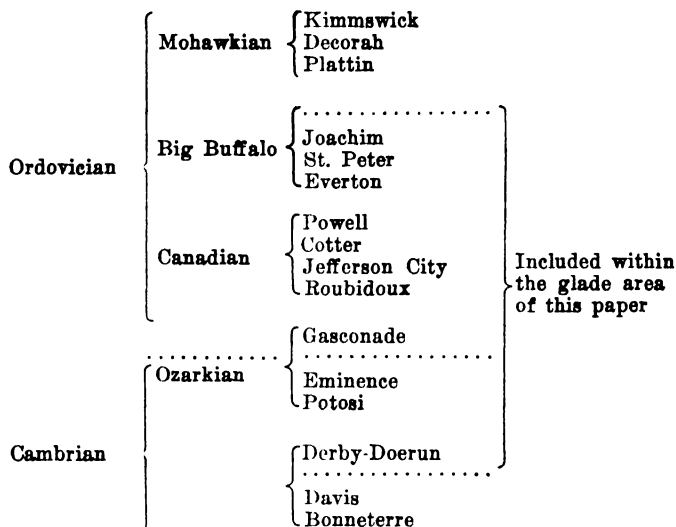 Kimmswick
Mohawkian Decorah
Plattin
Joachim
Big Buffalo St. Peter
Ordovician Everton
Powell
Cotter
Canadian Jefferson City
Roubidoux
Included within
the glade area
of this paper
Gasconade
Ozarkian Eminence
Potosi
Cambrian Derby-Doerun
Davis
Bonneterre